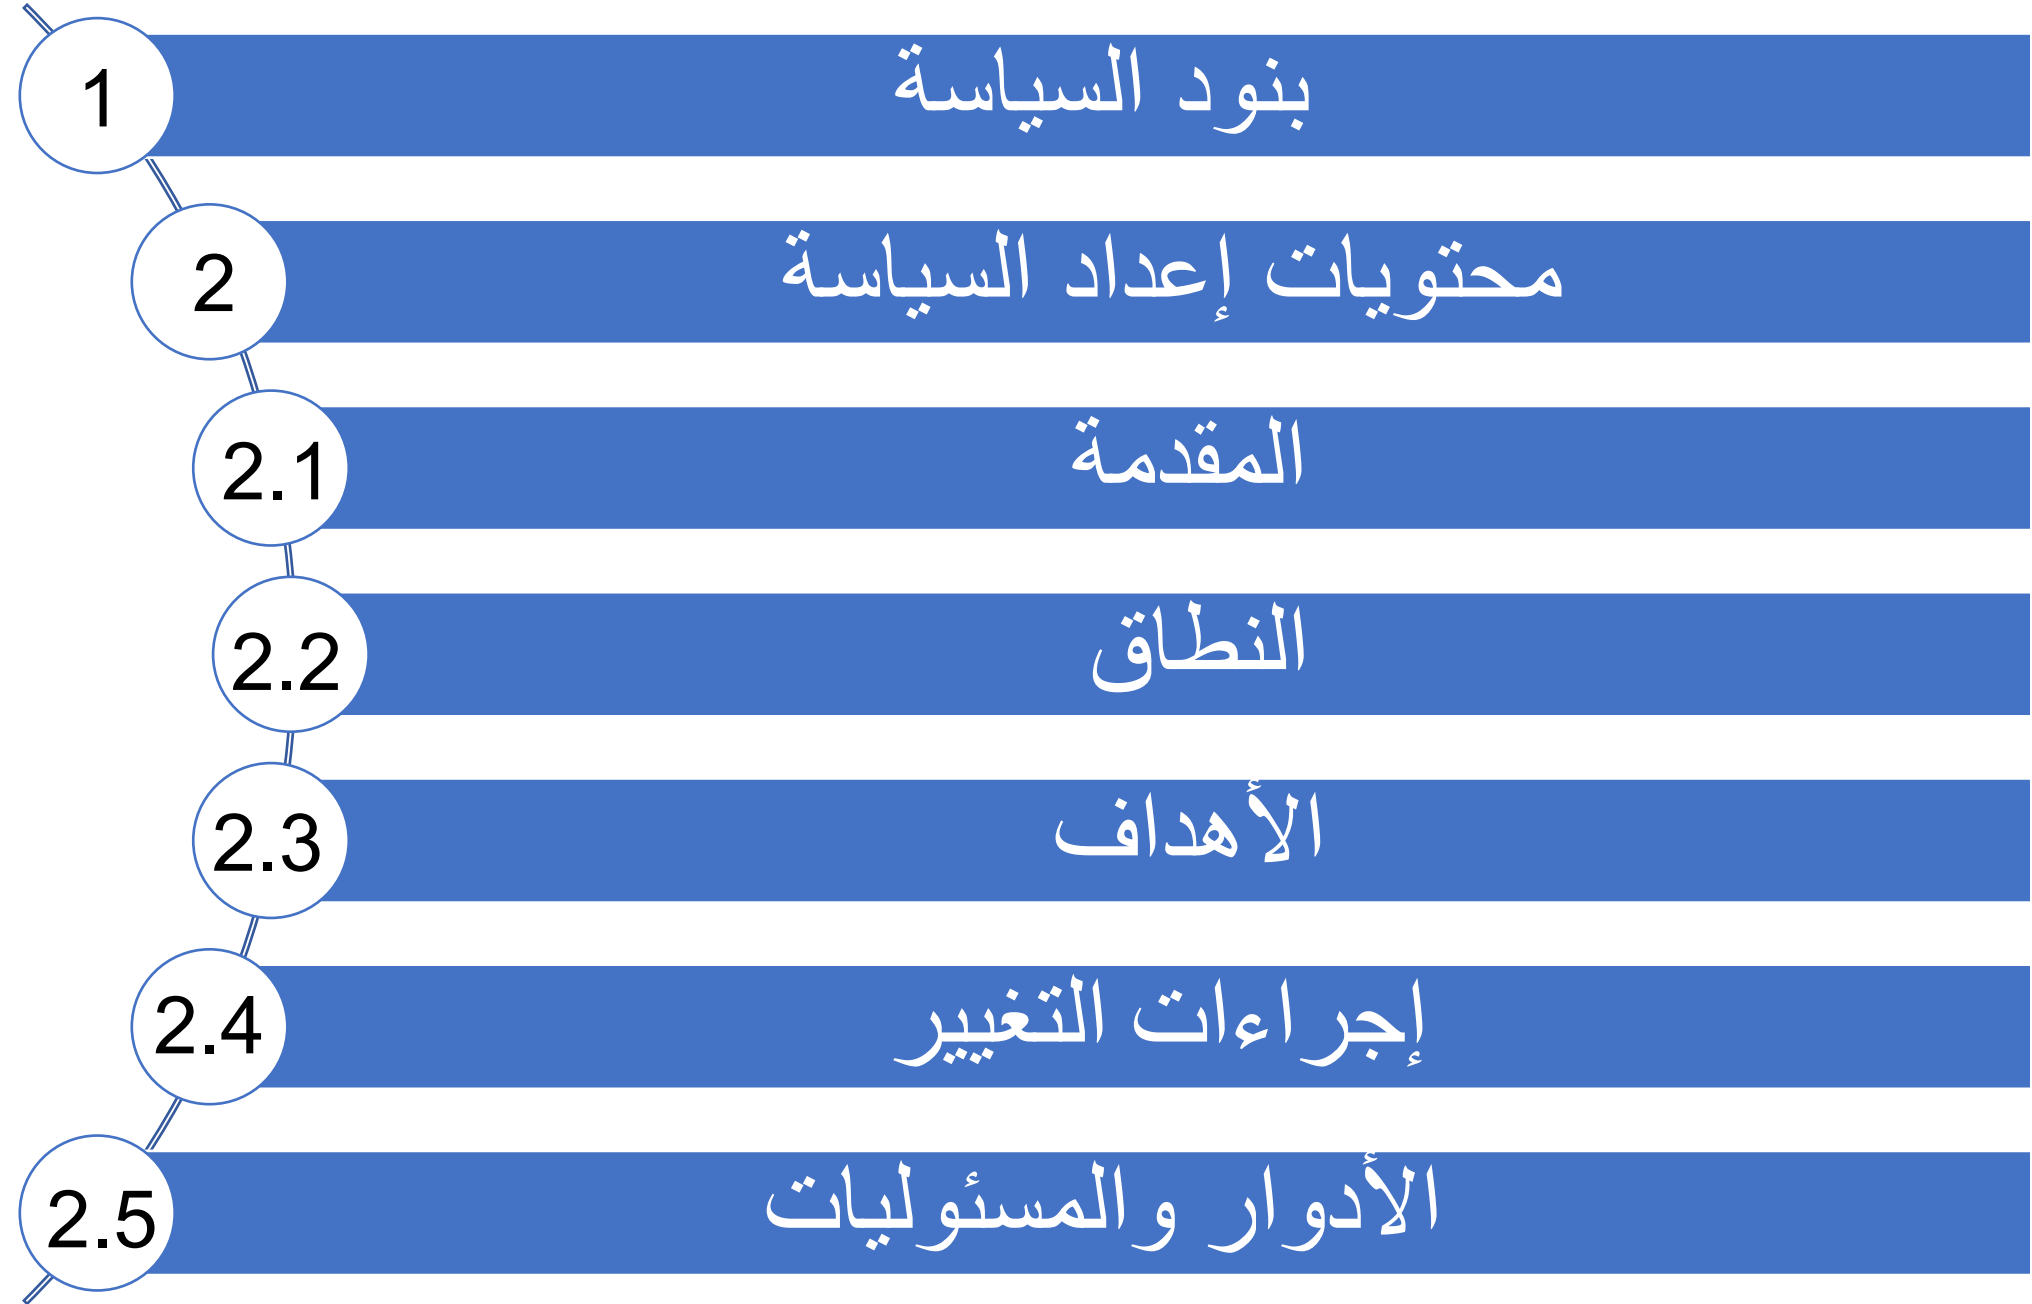 1 بنود السياسة
2 محتويات إعداد السياسة
2.1 المقدمة
2.2 النطاق
2.3 الأهداف
2.4 إجراءات التغيير
2.5 الأدوار والمسئوليات